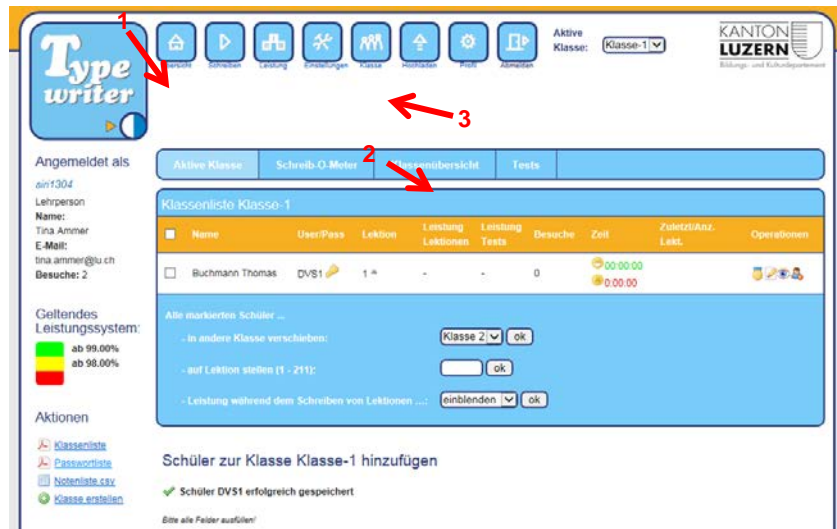 1
Type
writer
Übersicht Schreiben Leistung Einstellungen Klasse Hochladen Profil Abmelden
Aktive
Klasse: Klasse-1
KANTON
LUZERN
Bildungs- und Kulturdepartement
3
Angemeldet als
ain1304
Lehrperson
Name:
Tina Ammer
E-Mail:
tina.ammer@lu.ch
Besuche: 2
Geltendes
Leistungssystem:
ab 99.00%
ab 98.00%
Aktionen
Klassenliste
Passwortliste
Notenliste.csv
Klasse erstellen
2
Aktive Klasse Schreib-O-Meter Klassenübersicht Tests
Klassenliste Klasse-1
Name User/Pass Lektion Leistung Lektionen Leistung Tests Besuche Zeit Zuletzt/Anz. Lekt. Operationen
Buchmann Thomas DVS1 1 - - 0 00:00:00
0:00:00
Alle markierten Schüler ...
- in andere Klasse verschieben: Klasse 2 ok
- auf Lektion stellen (1 - 211): ok
- Leistung während dem Schreiben von Lektionen ...: einblenden ok
Schüler zur Klasse Klasse-1 hinzufügen
Schüler DVS1 erfolgreich gespeichert
Bitte alle Felder ausfüllen!